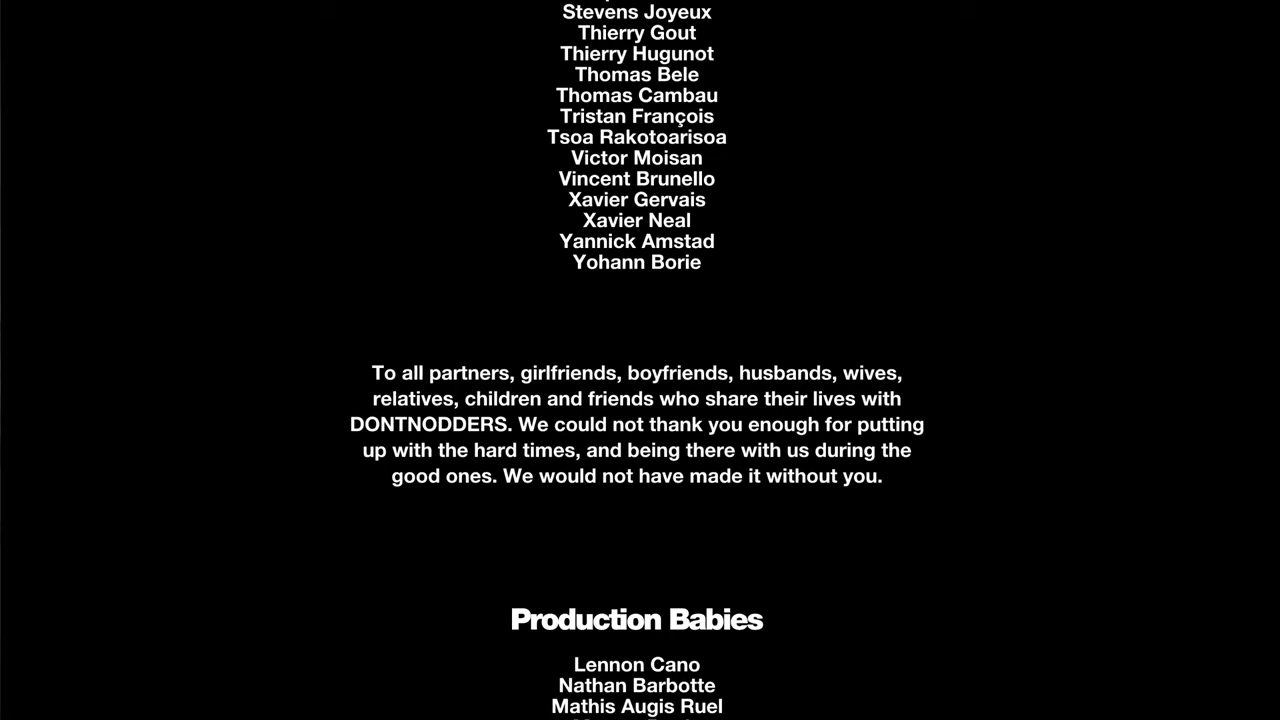 Stevens Joyeux
Thierry Gout
Thierry Hugunot
Thomas Bele
Thomas Cambau
Tristan François
Tsoa Rakotoarisoa
Victor Moisan
Vincent Brunello
Xavier Gervais
Xavier Neal
Yannick Amstad
Yohann Borie
To all partners, girlfriends, boyfriends, husbands, wives,
relatives, children and friends who share their lives with
DONTNODDERS. We could not thank you enough for putting
up with the hard times, and being there with us during the
good ones. We would not have made it without you.
Production Babies
Lennon Cano
Nathan Barbotte
Mathis Augis Ruel